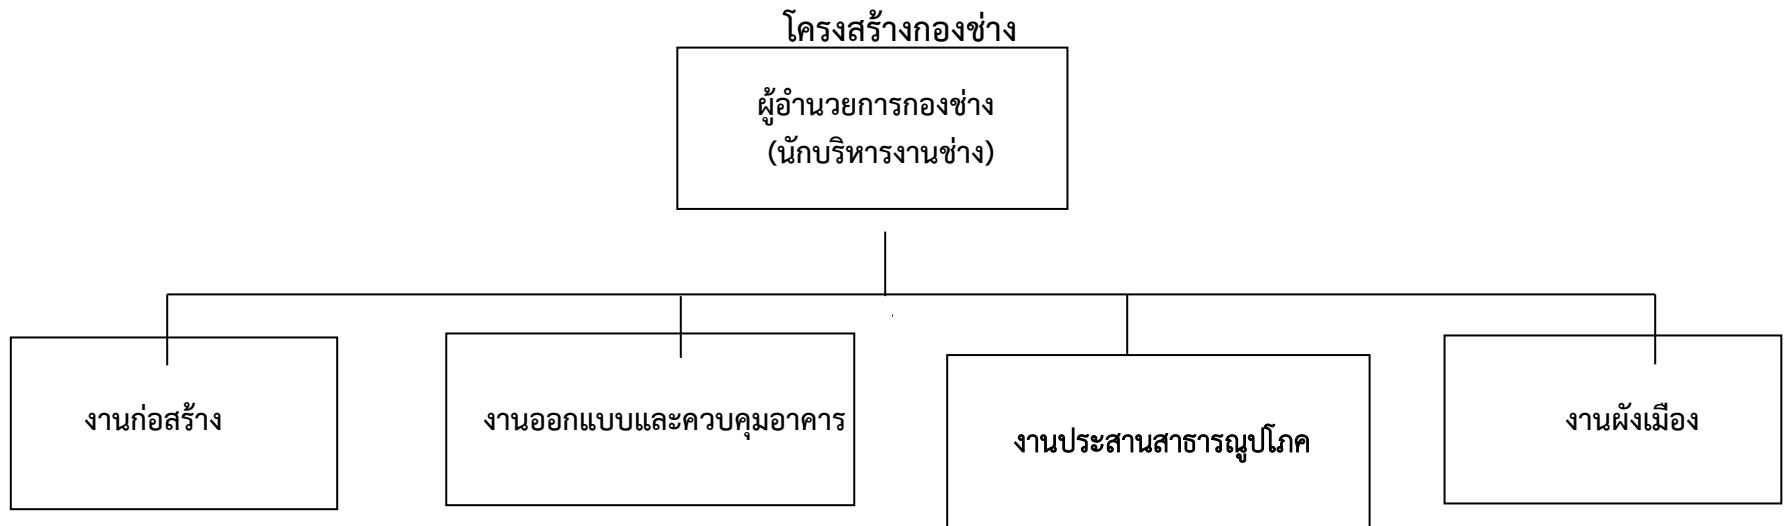 โครงสร้างกองช่าง
ผู้อำนวยการกองช่าง
(นักบริหารงานช่าง)
งานก่อสร้าง
งานออกแบบและควบคุมอาคาร
งานประสานสาธารณูปโภค
งานผังเมือง